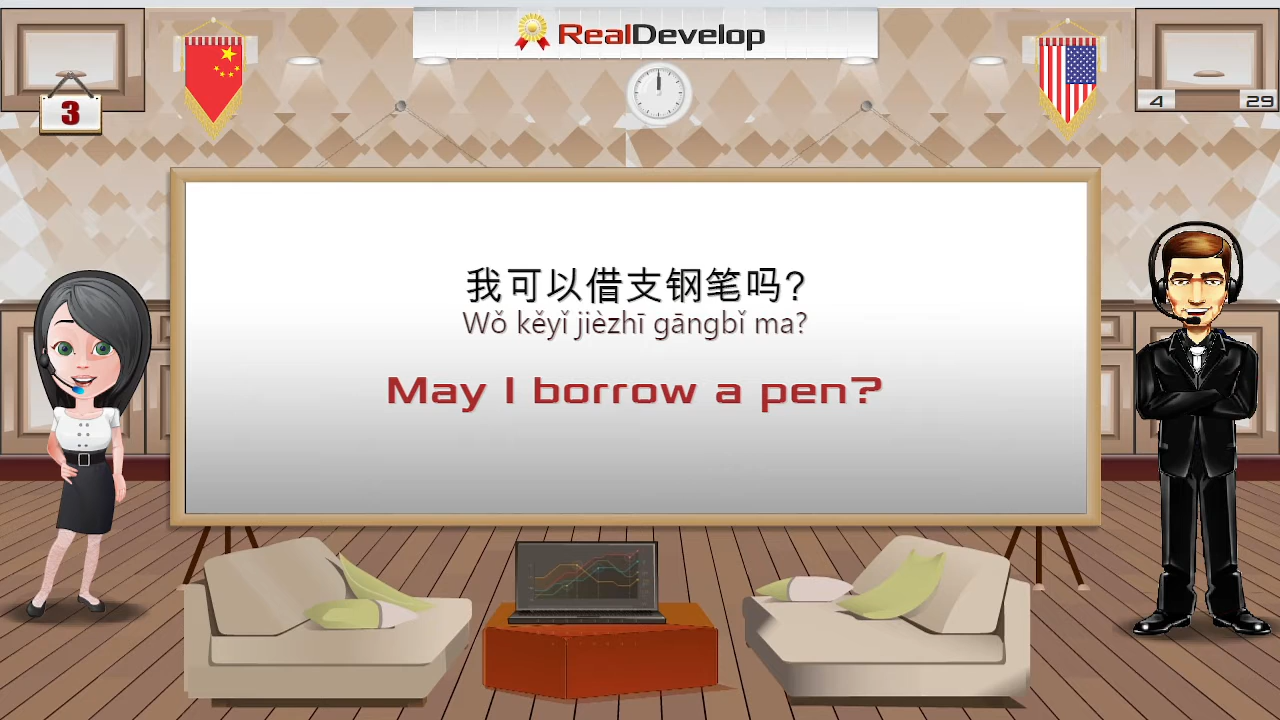 RealDevelop
3
4
29
我可以借支钢笔吗?
Wǒ kěyǐ jièzhī gāngbǐ ma?
May I borrow a pen?